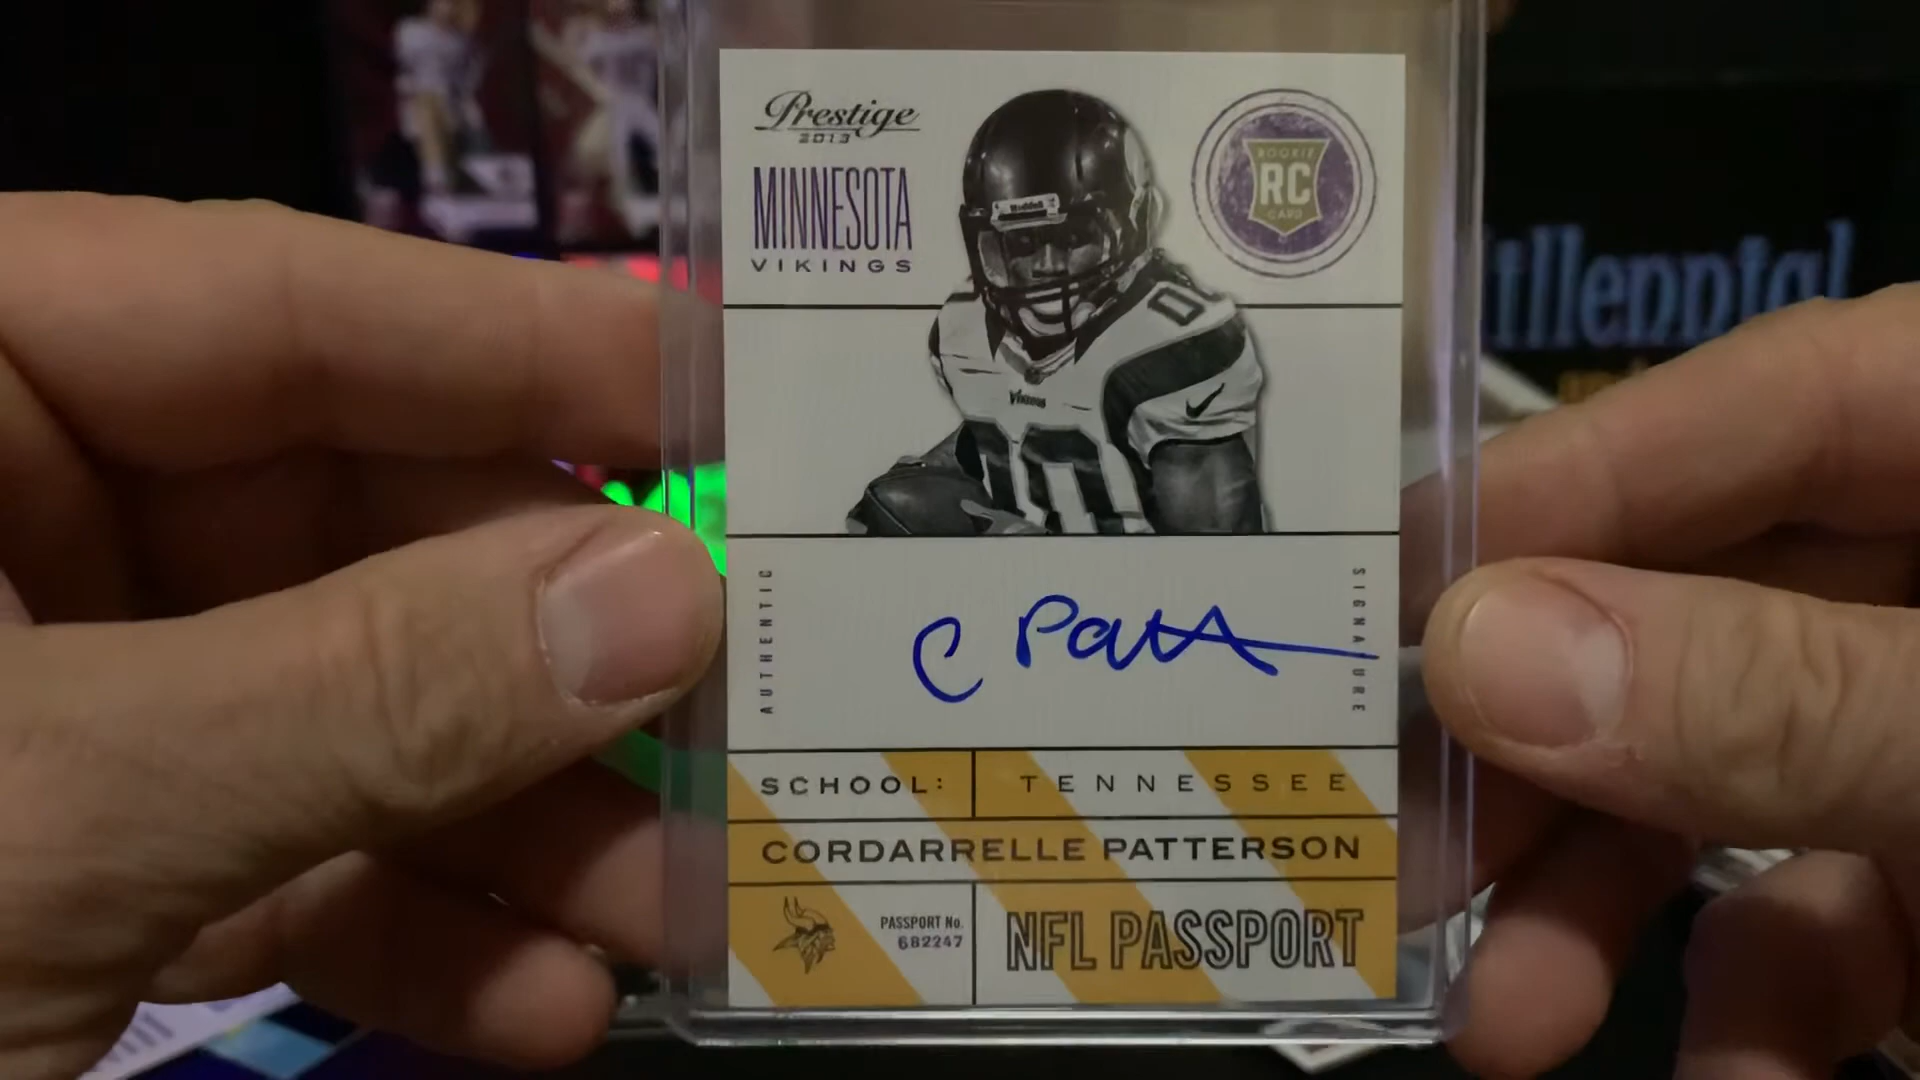 Prestige
2013
MINNESOTA
VIKINGS
ROOKIE
RC
CARD
Riddell
VIKINGS
AUTHENTIC
C Patt
SIGNATURE
SCHOOL: TENNESSEE
CORDARRELLE PATTERSON
PASSPORT No.
682247
NFL PASSPORT